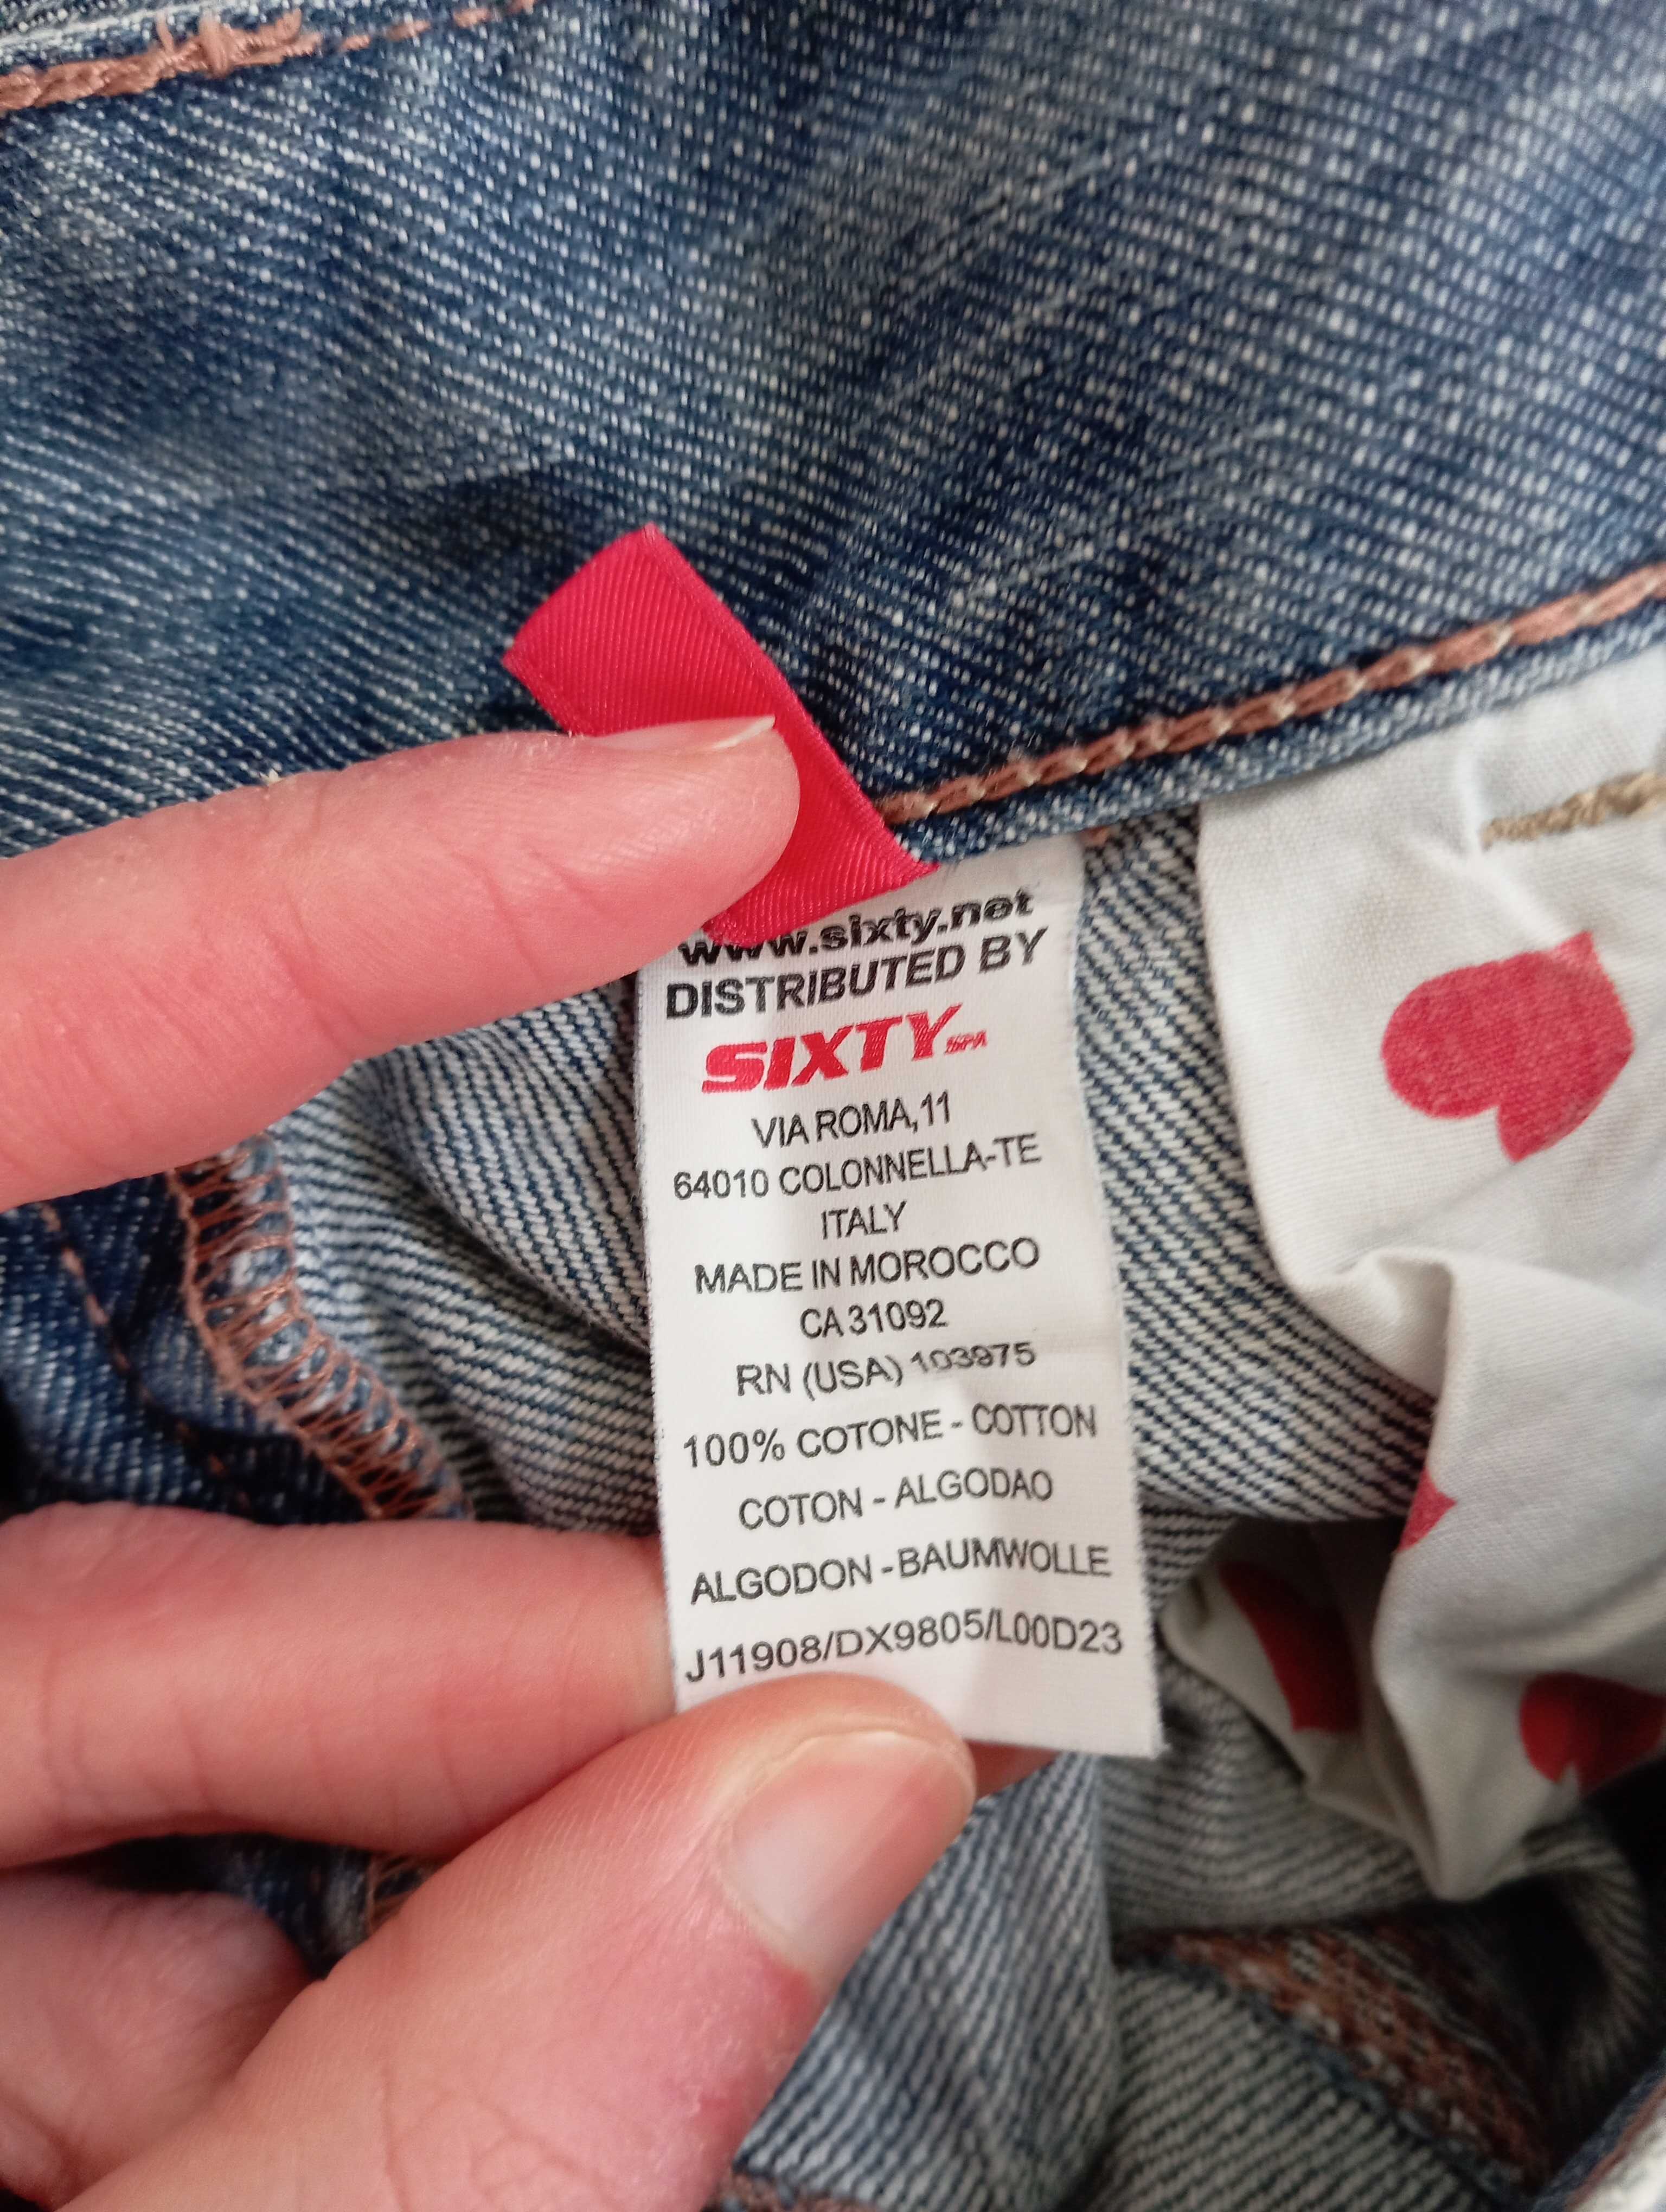 www.sixty.net
DISTRIBUTED BY
SIXTY SPA
VIA ROMA, 11
64010 COLONNELLA-TE
ITALY
MADE IN MOROCCO
CA 31092
RN (USA) 103975
100% COTONE - COTTON
COTON - ALGODAO
ALGODON - BAUMWOLLE
J11908/DX9805/L00D23